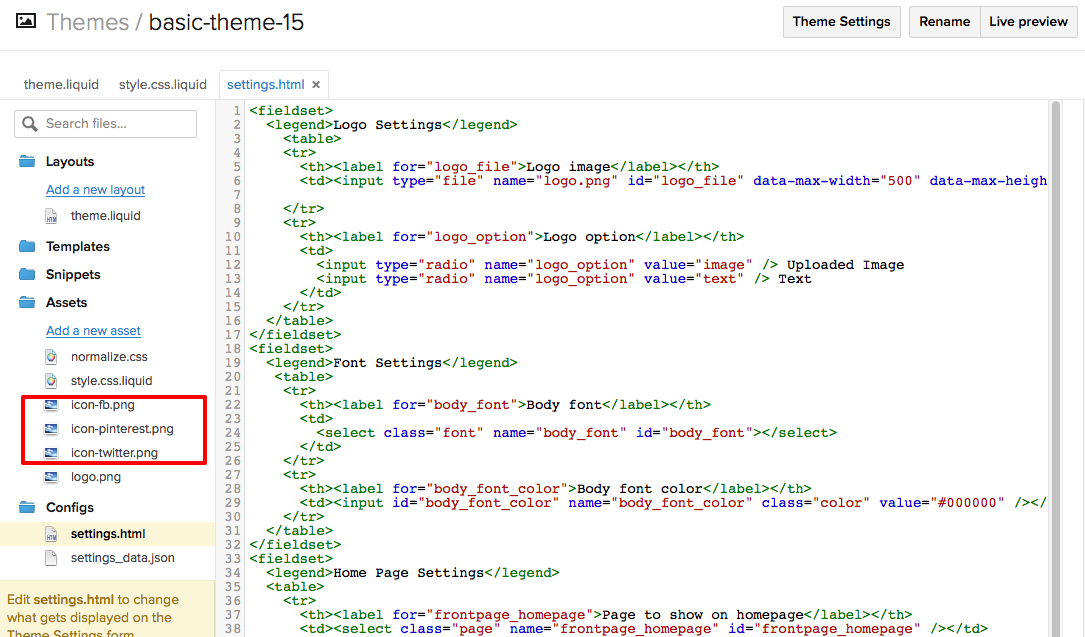 Themes / basic-theme-15
Theme Settings
Rename
Live preview
theme.liquid
style.css.liquid
settings.html ×
Search files...
Layouts
Add a new layout
theme.liquid
Templates
Snippets
Assets
Add a new asset
normalize.css
style.css.liquid
icon-fb.png
icon-pinterest.png
icon-twitter.png
logo.png
Configs
settings.html
settings_data.json
Edit settings.html to change
what gets displayed on the
Theme Settings form
1 <fieldset>
2 <legend>Logo Settings</legend>
3 <table>
4 <tr>
5 <th><label for="logo_file">Logo image</label></th>
6 <td><input type="file" name="logo.png" id="logo_file" data-max-width="500" data-max-heigh
7
8 </tr>
9 <tr>
10 <th><label for="logo_option">Logo option</label></th>
11 <td>
12 <input type="radio" name="logo_option" value="image" /> Uploaded Image
13 <input type="radio" name="logo_option" value="text" /> Text
14 </td>
15 </tr>
16 </table>
17 </fieldset>
18 <fieldset>
19 <legend>Font Settings</legend>
20 <table>
21 <tr>
22 <th><label for="body_font">Body font</label></th>
23 <td>
24 <select class="font" name="body_font" id="body_font"></select>
25 </td>
26 </tr>
27 <tr>
28 <th><label for="body_font_color">Body font color</label></th>
29 <td><input id="body_font_color" name="body_font_color" class="color" value="#000000" /></
30 </tr>
31 </table>
32 </fieldset>
33 <fieldset>
34 <legend>Home Page Settings</legend>
35 <table>
36 <tr>
37 <th><label for="frontpage_homepage">Page to show on homepage</label></th>
38 <td><select class="page" name="frontpage_homepage" id="frontpage_homepage" /></td>